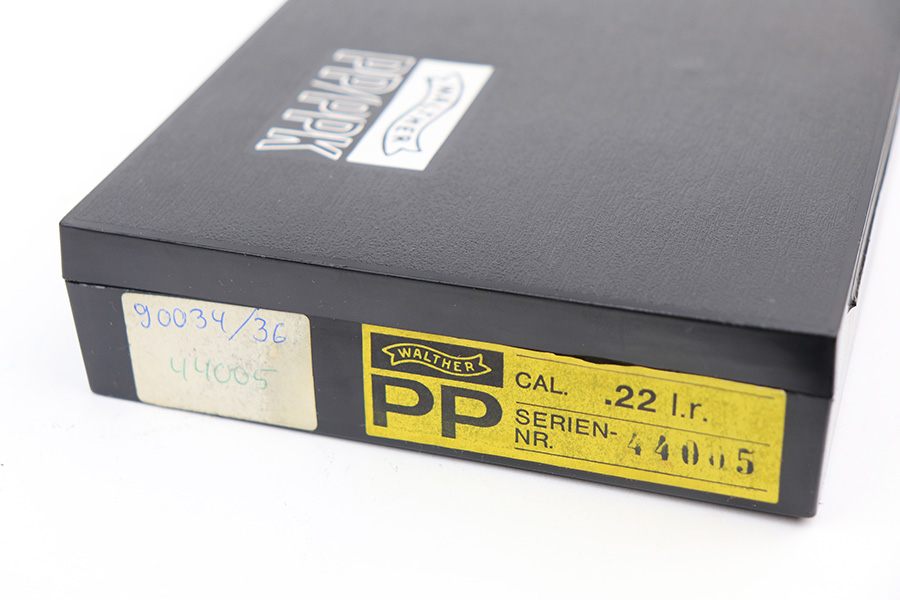 WALTHER
PP/PPK
90034/36
44005
WALTHER
PP
CAL. .22 l.r.
SERIEN-
NR. 44005